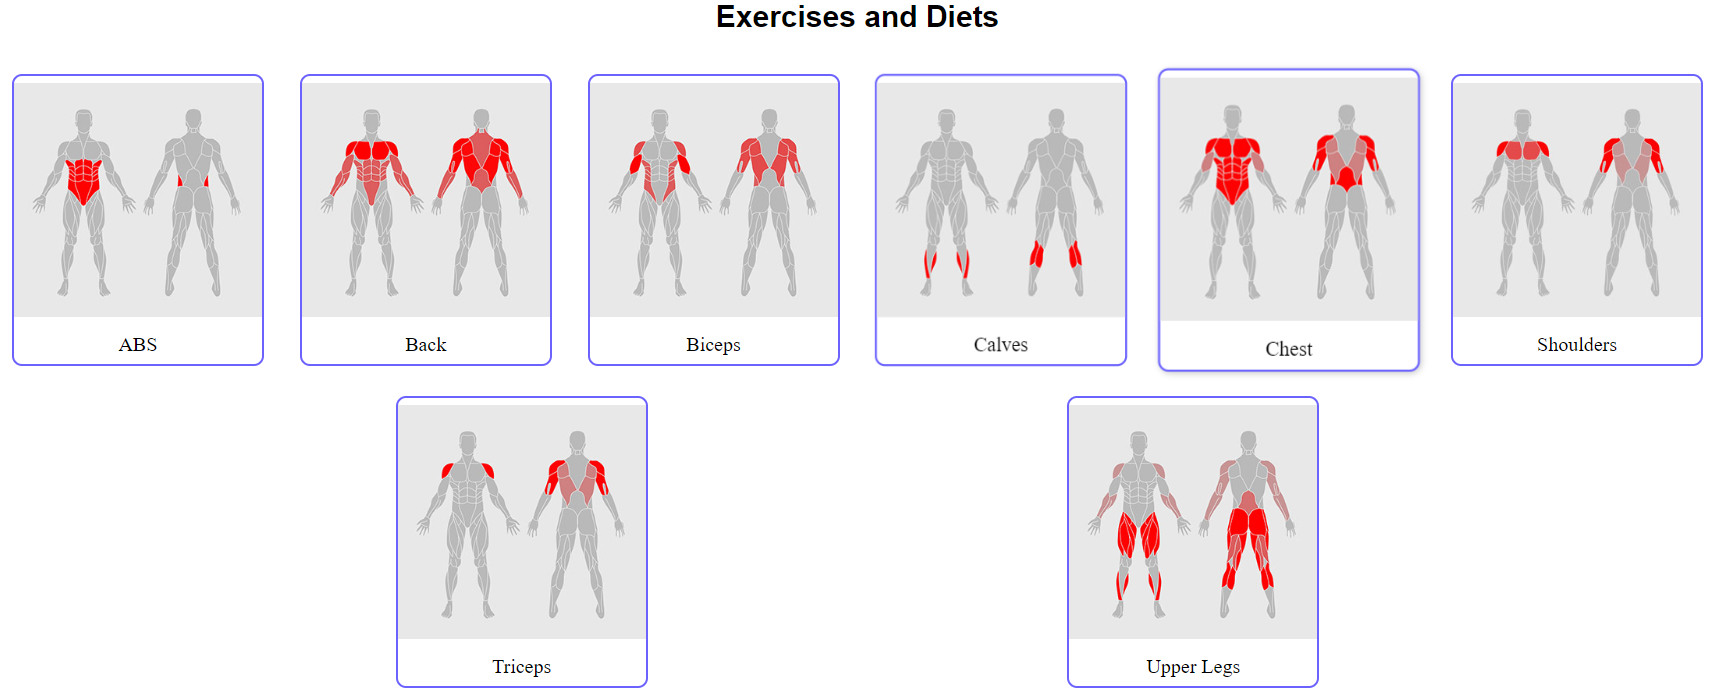 Exercises and Diets
ABS
Back
Biceps
Calves
Chest
Shoulders
Triceps
Upper Legs